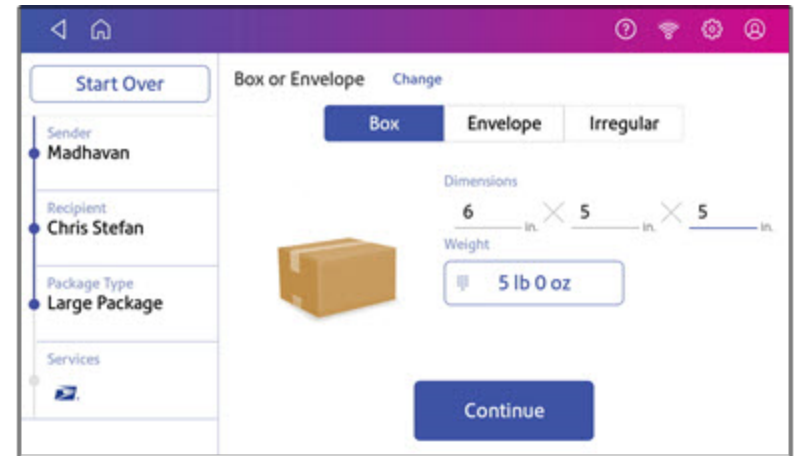 Start Over
Sender
Madhavan
Recipient
Chris Stefan
Package Type
Large Package
Services
Box or Envelope Change
Box Envelope Irregular
Dimensions
6 in. 5 in. 5 in.
Weight
5 lb 0 oz
Continue